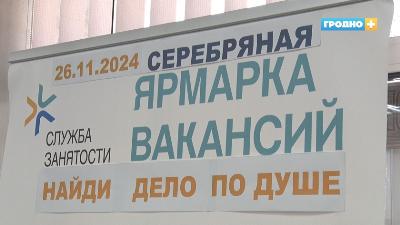 ГРОДНО +
26.11.2024 СЕРЕБРЯНАЯ
ЯРМАРКА
ВАКАНСИЙ
СЛУЖБА
ЗАНЯТОСТИ
НАЙДИ ДЕЛО ПО ДУШЕ